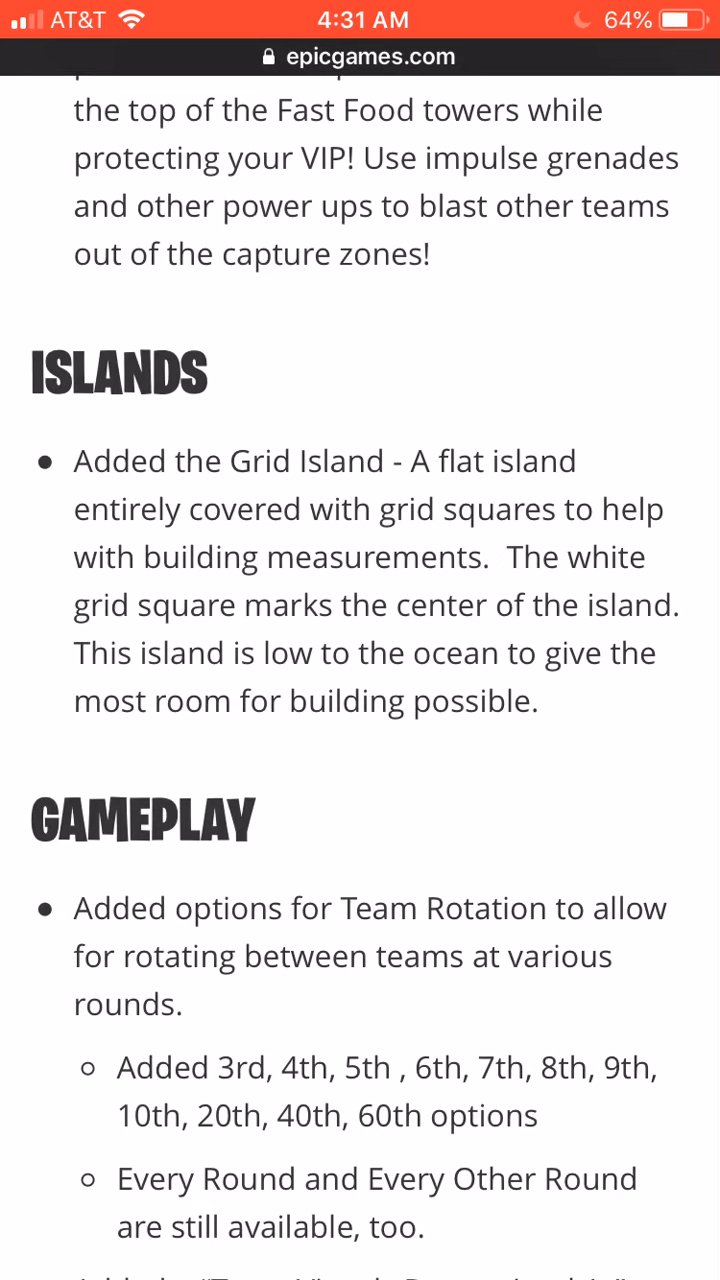 AT&T 4:31 AM 64%
epicgames.com
the top of the Fast Food towers while
protecting your VIP! Use impulse grenades
and other power ups to blast other teams
out of the capture zones!
ISLANDS
• Added the Grid Island - A flat island
entirely covered with grid squares to help
with building measurements.  The white
grid square marks the center of the island.
This island is low to the ocean to give the
most room for building possible.
GAMEPLAY
• Added options for Team Rotation to allow
for rotating between teams at various
rounds.
○ Added 3rd, 4th, 5th , 6th, 7th, 8th, 9th,
10th, 20th, 40th, 60th options
○ Every Round and Every Other Round
are still available, too.